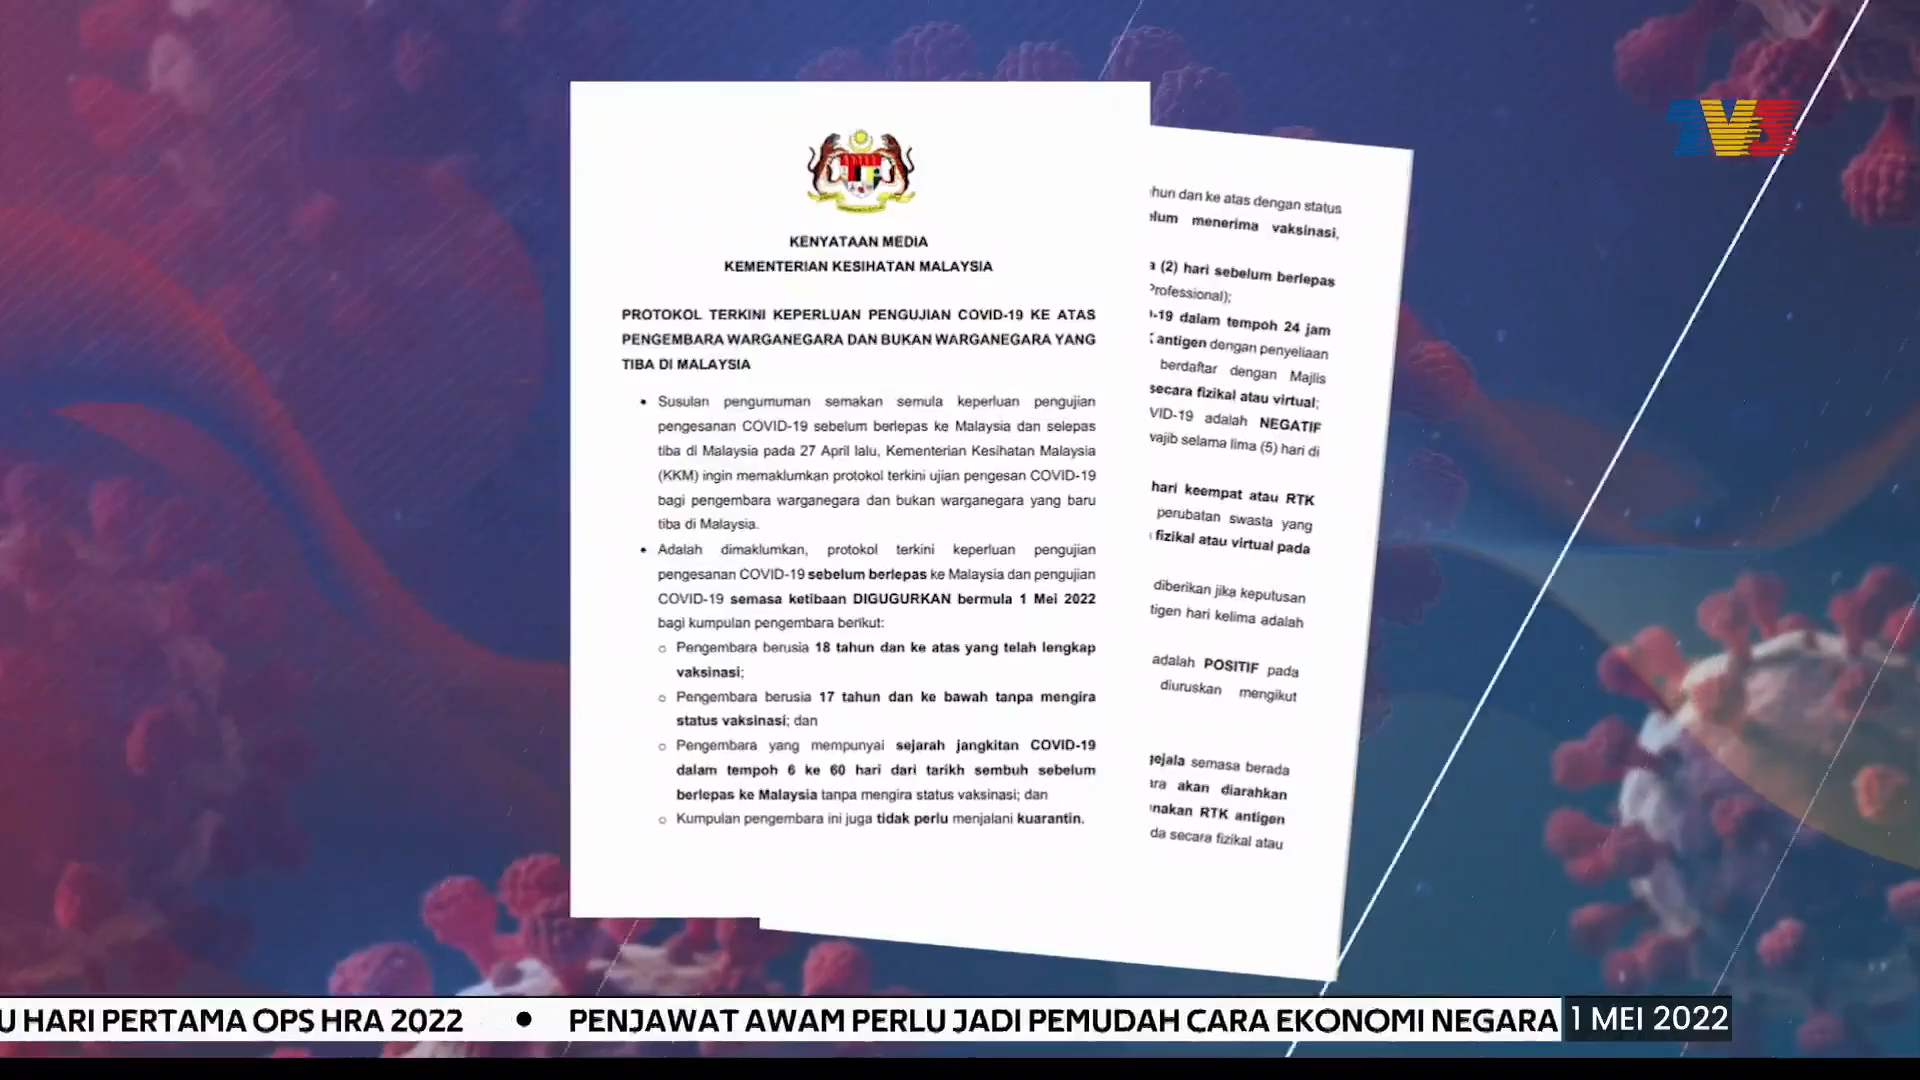 TV3
KENYATAAN MEDIA
KEMENTERIAN KESIHATAN MALAYSIA
PROTOKOL TERKINI KEPERLUAN PENGUJIAN COVID-19 KE ATAS
PENGEMBARA WARGANEGARA DAN BUKAN WARGANEGARA YANG
TIBA DI MALAYSIA
• Susulan pengumuman semakan semula keperluan pengujian
pengesanan COVID-19 sebelum berlepas ke Malaysia dan selepas
tiba di Malaysia pada 27 April lalu, Kementerian Kesihatan Malaysia
(KKM) ingin memaklumkan protokol terkini ujian pengesan COVID-19
bagi pengembara warganegara dan bukan warganegara yang baru
tiba di Malaysia.
• Adalah dimaklumkan, protokol terkini keperluan pengujian
pengesanan COVID-19 sebelum berlepas ke Malaysia dan pengujian
COVID-19 semasa ketibaan DIGUGURKAN bermula 1 Mei 2022
bagi kumpulan pengembara berikut:
o Pengembara berusia 18 tahun dan ke atas yang telah lengkap
vaksinasi;
o Pengembara berusia 17 tahun dan ke bawah tanpa mengira
status vaksinasi; dan
o Pengembara yang mempunyai sejarah jangkitan COVID-19
dalam tempoh 6 ke 60 hari dari tarikh sembuh sebelum
berlepas ke Malaysia tanpa mengira status vaksinasi; dan
o Kumpulan pengembara ini juga tidak perlu menjalani kuarantin.
dan ke atas dengan status
menerima vaksinasi,
(2) hari sebelum berlepas
Professional);
-19 dalam tempoh 24 jam
antigen dengan penyeliaan
berdaftar dengan Majlis
secara fizikal atau virtual;
VID-19 adalah NEGATIF
wajib selama lima (5) hari di
hari keempat atau RTK
perubatan swasta yang
fizikal atau virtual pada
diberikan jika keputusan
tigen hari kelima adalah
adalah POSITIF pada
diuruskan mengikut
gejala semasa berada
ara akan diarahkan
nakan RTK antigen
da secara fizikal atau
U HARI PERTAMA OPS HRA 2022 • PENJAWAT AWAM PERLU JADI PEMUDAH CARA EKONOMI NEGARA 1 MEI 2022